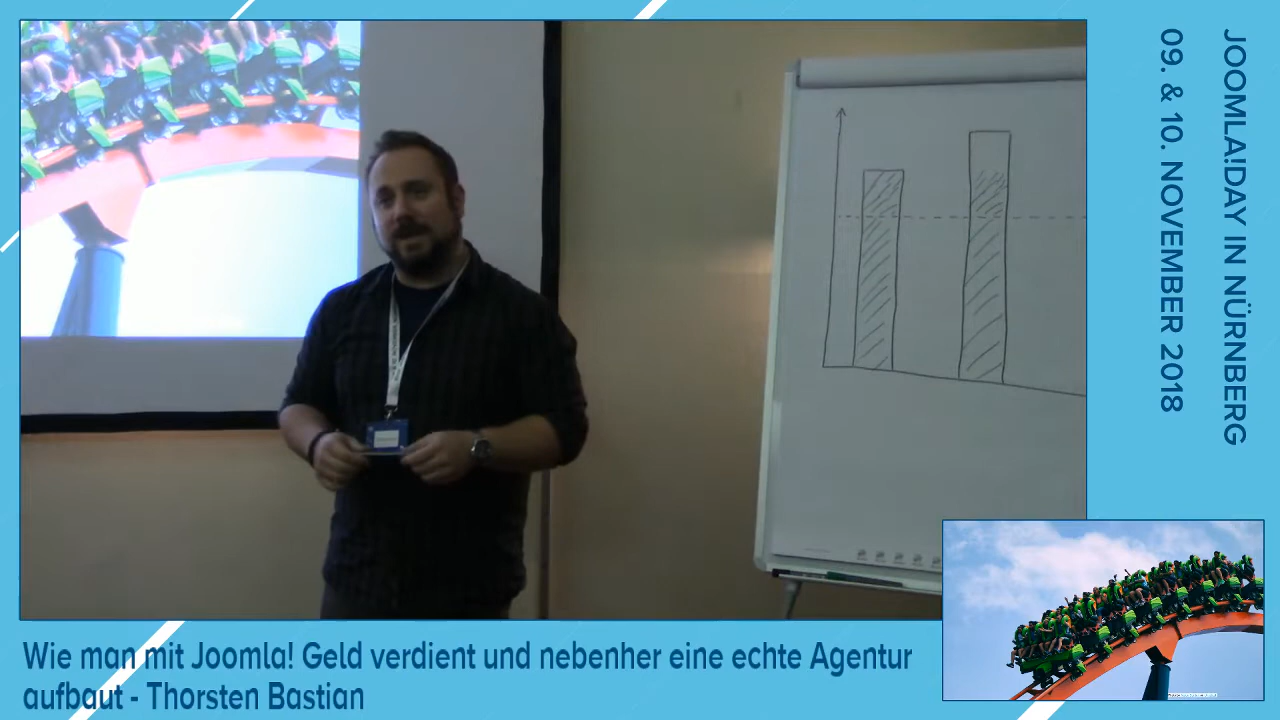 JOOMLA!DAY IN NÜRNBERG
09. & 10. NOVEMBER 2018
Wie man mit Joomla! Geld verdient und nebenher eine echte Agentur
aufbaut - Thorsten Bastian